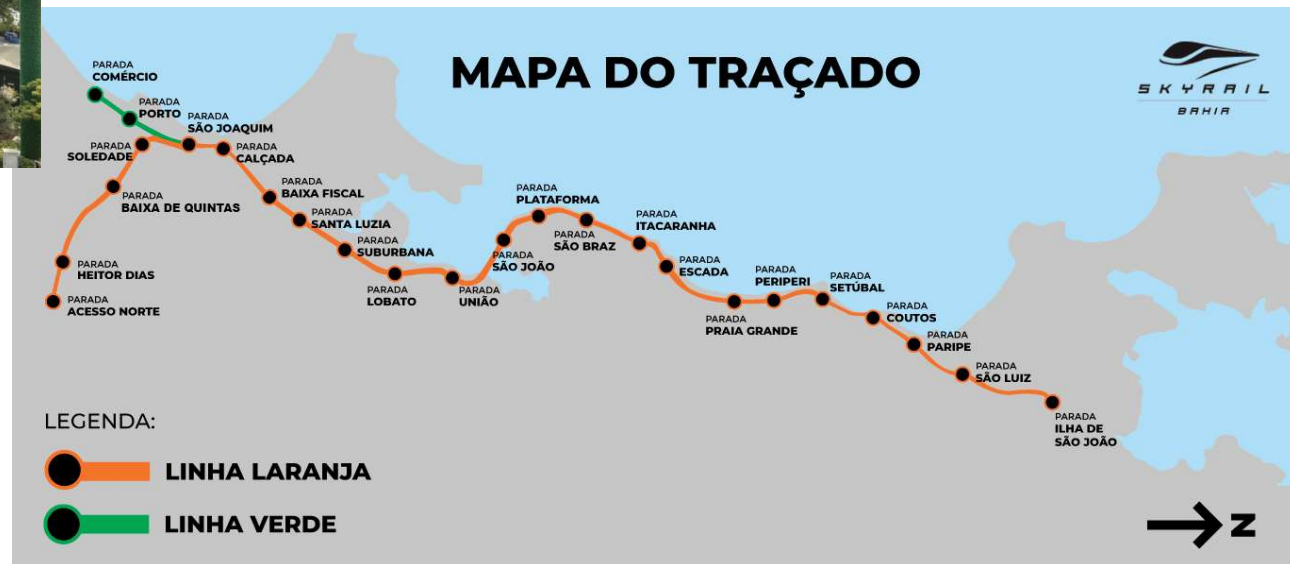 MAPA DO TRAÇADO
SKYRAIL
BAHIA
PARADA
COMÉRCIO
PARADA
PORTO
PARADA
SÃO JOAQUIM
PARADA
SOLEDADE
PARADA
CALÇADA
PARADA
BAIXA DE QUINTAS
PARADA
BAIXA FISCAL
PARADA
SANTA LUZIA
PARADA
SUBURBANA
PARADA
HEITOR DIAS
PARADA
ACESSO NORTE
PARADA
LOBATO
PARADA
UNIÃO
PARADA
SÃO JOÃO
PARADA
PLATAFORMA
PARADA
SÃO BRAZ
PARADA
ITACARANHA
PARADA
ESCADA
PARADA
PRAIA GRANDE
PARADA
PERIPERI
PARADA
SETÚBAL
PARADA
COUTOS
PARADA
PARIPE
PARADA
SÃO LUIZ
PARADA
ILHA DE
SÃO JOÃO
LEGENDA:
LINHA LARANJA
LINHA VERDE
N